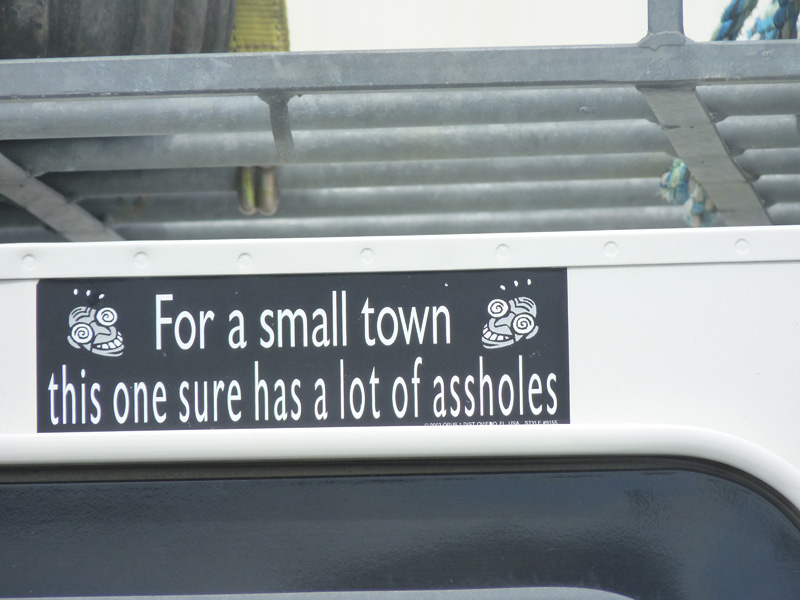 For a small town
this one sure has a lot of assholes